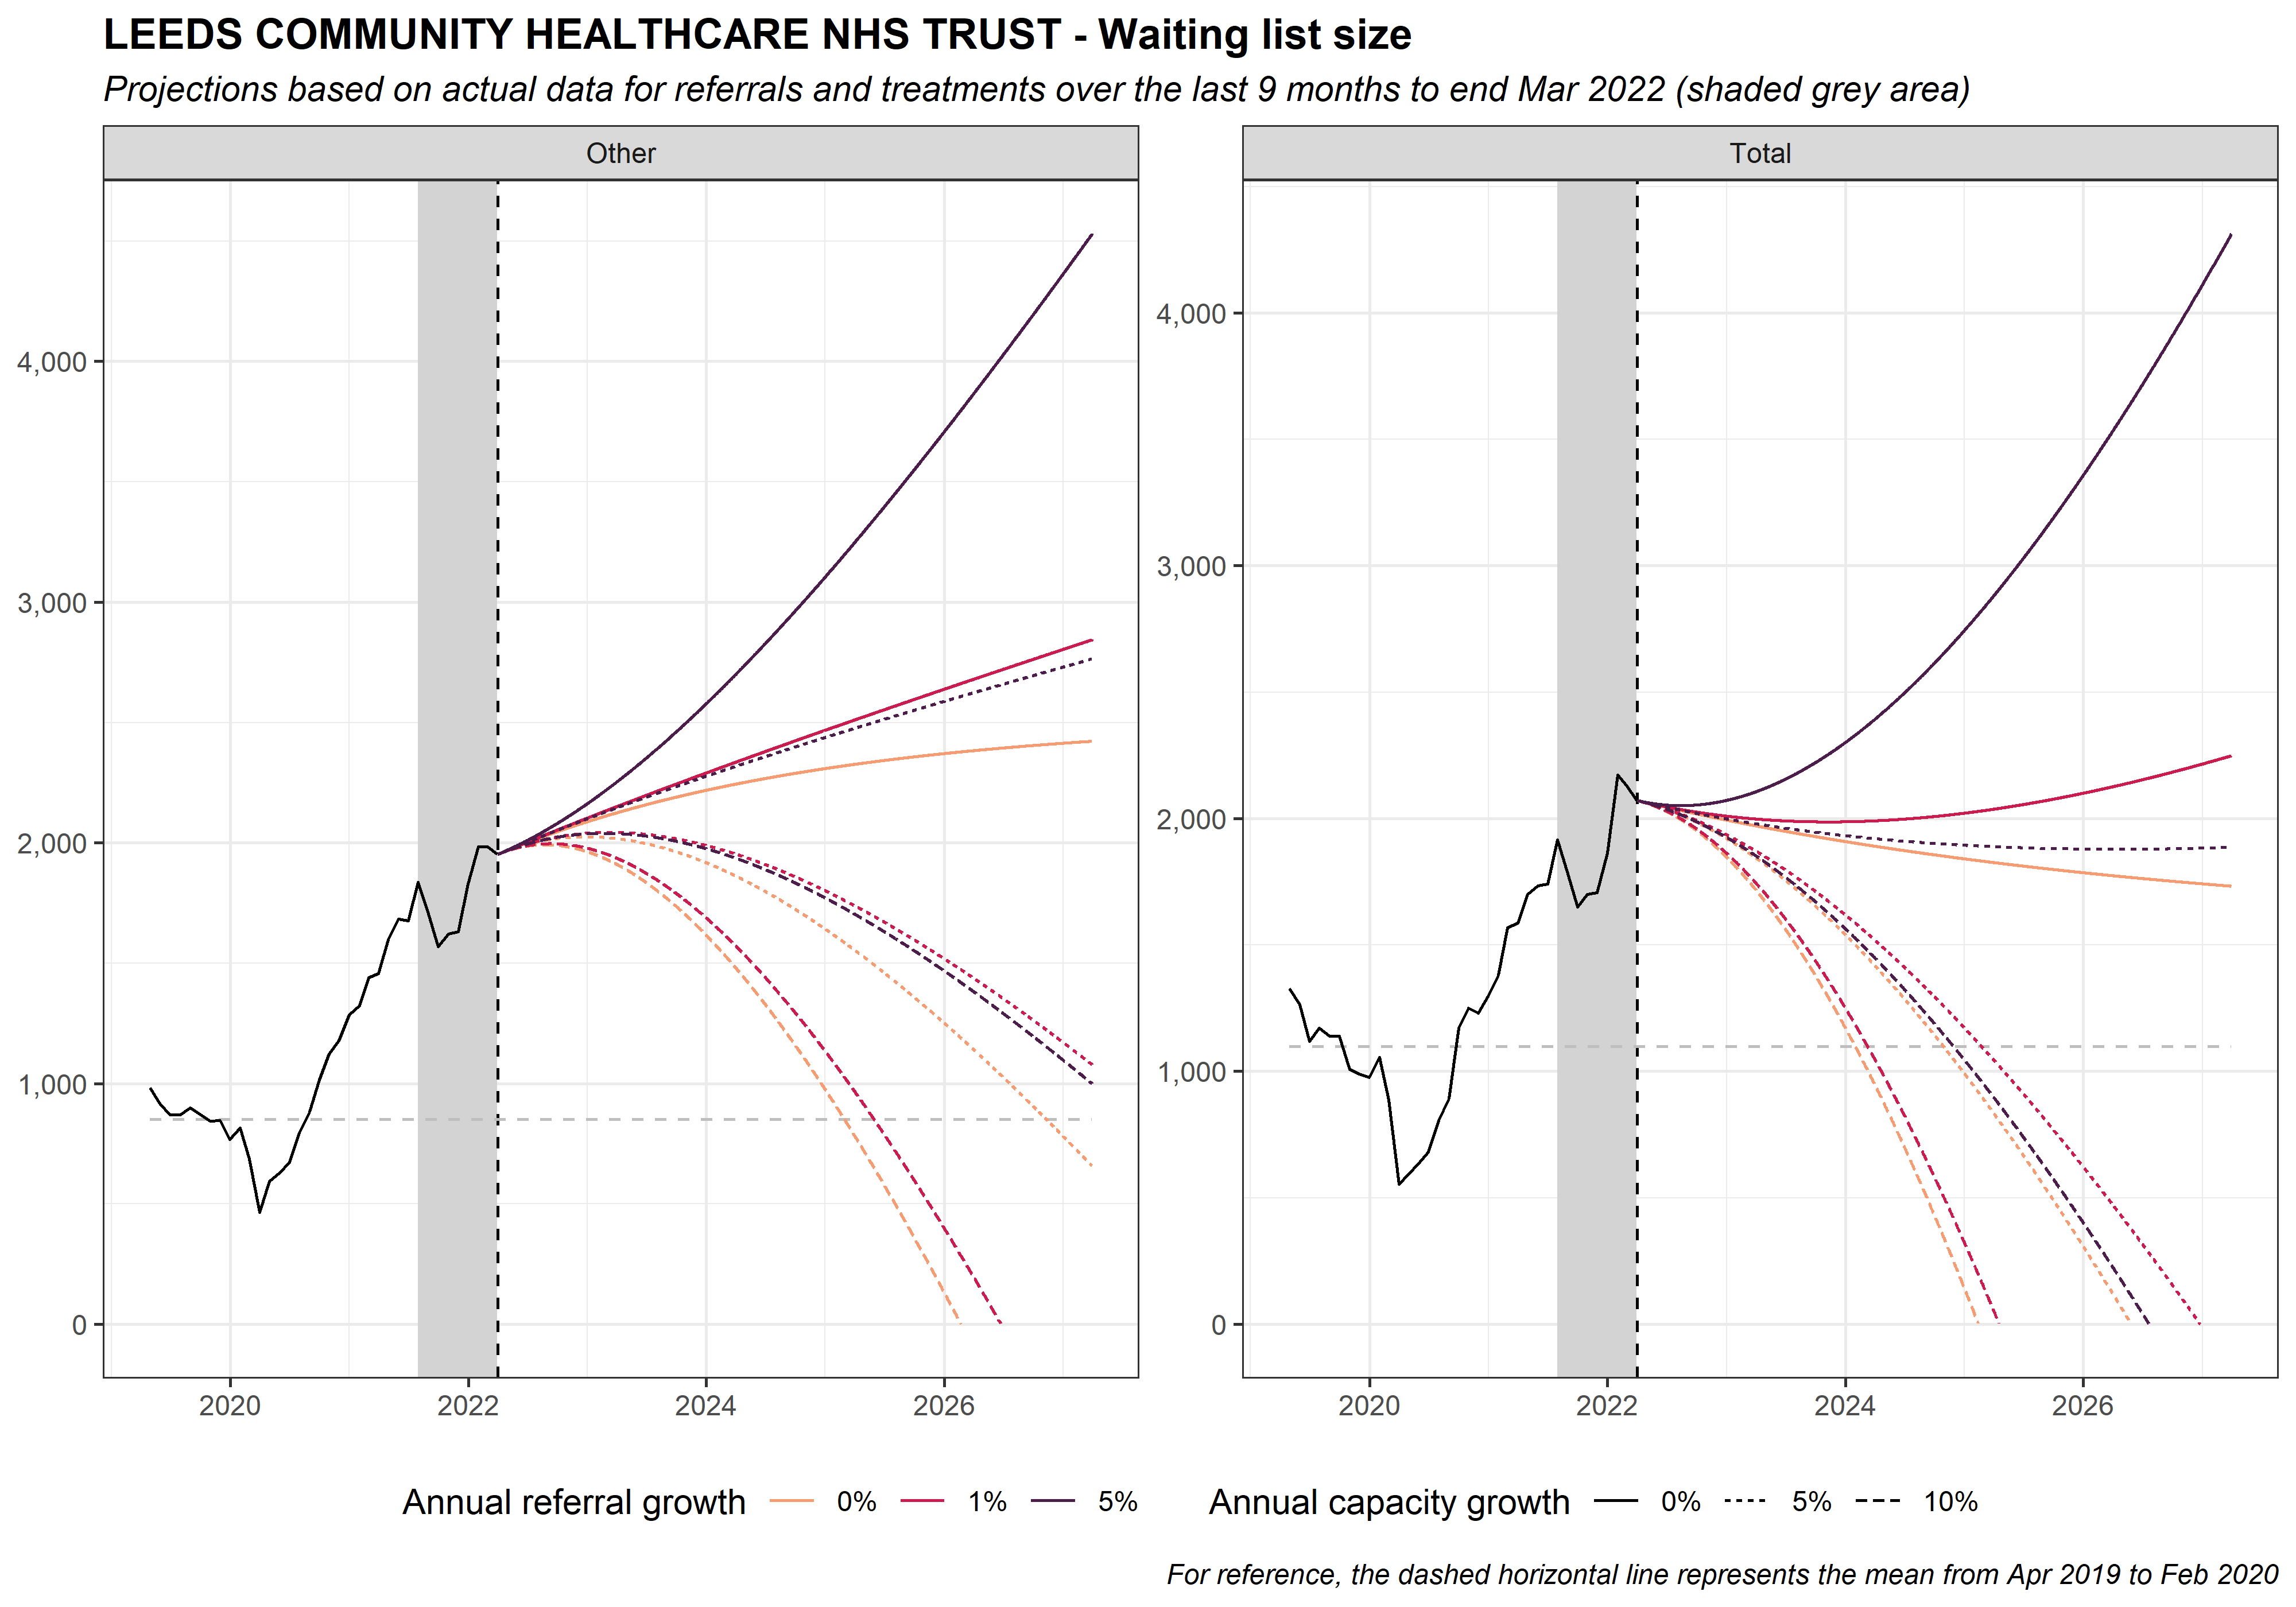 LEEDS COMMUNITY HEALTHCARE NHS TRUST - Waiting list size
Projections based on actual data for referrals and treatments over the last 9 months to end Mar 2022 (shaded grey area)
Other
4,000
3,000
2,000
1,000
0
2020
2022
2024
2026
Total
4,000
3,000
2,000
1,000
0
2020
2022
2024
2026
Annual referral growth 0% 1% 5%
Annual capacity growth 0% 5% 10%
For reference, the dashed horizontal line represents the mean from Apr 2019 to Feb 2020